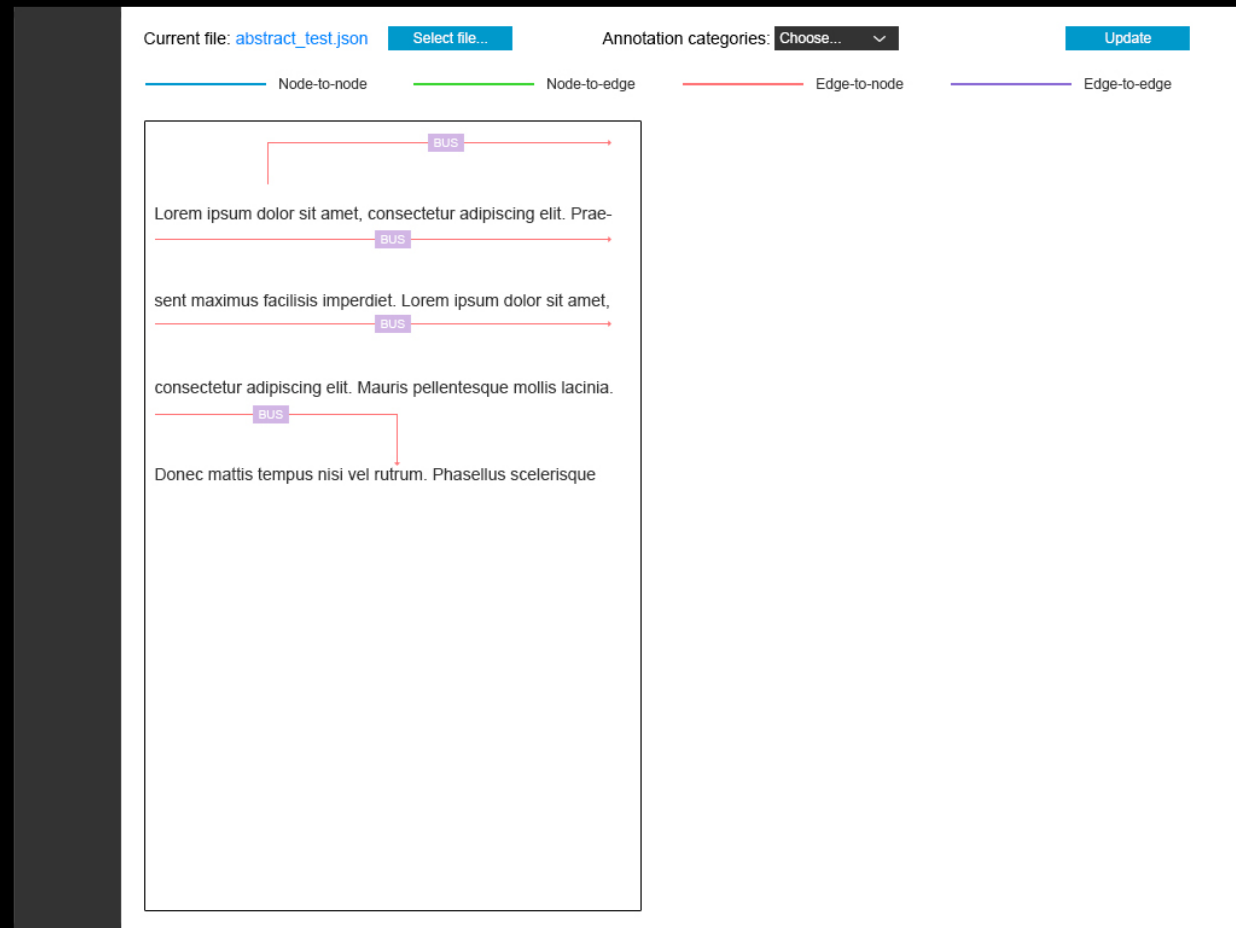 Current file: abstract_test.json Select file... Annotation categories: Choose... Update
Node-to-node Node-to-edge Edge-to-node Edge-to-edge
BUS
Lorem ipsum dolor sit amet, consectetur adipiscing elit. Prae-
BUS
sent maximus facilisis imperdiet. Lorem ipsum dolor sit amet,
BUS
consectetur adipiscing elit. Mauris pellentesque mollis lacinia.
BUS
Donec mattis tempus nisi vel rutrum. Phasellus scelerisque